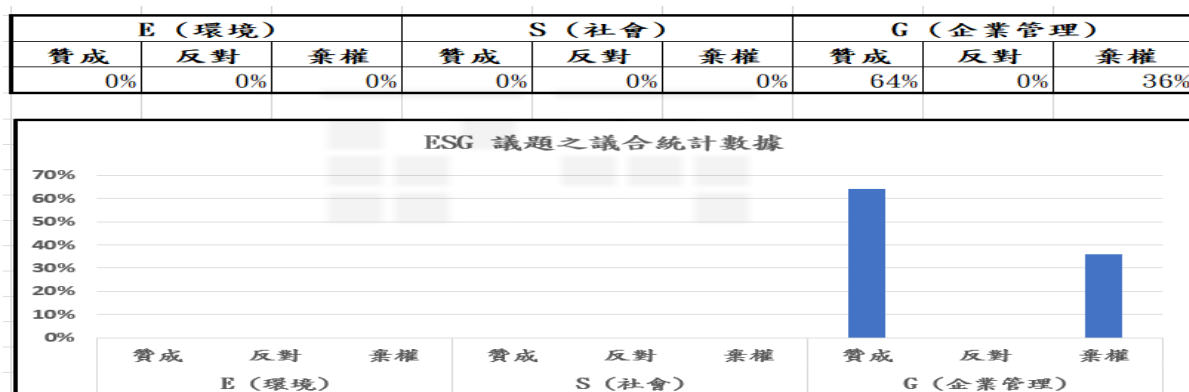 E (環境) S (社會) G (企業管理)
贊成 反對 棄權 贊成 反對 棄權 贊成 反對 棄權
0% 0% 0% 0% 0% 0% 64% 0% 36%
ESG 議題之議合統計數據
70%
60%
50%
40%
30%
20%
10%
0%
贊成 反對 棄權 贊成 反對 棄權 贊成 反對 棄權
E (環境) S (社會) G (企業管理)